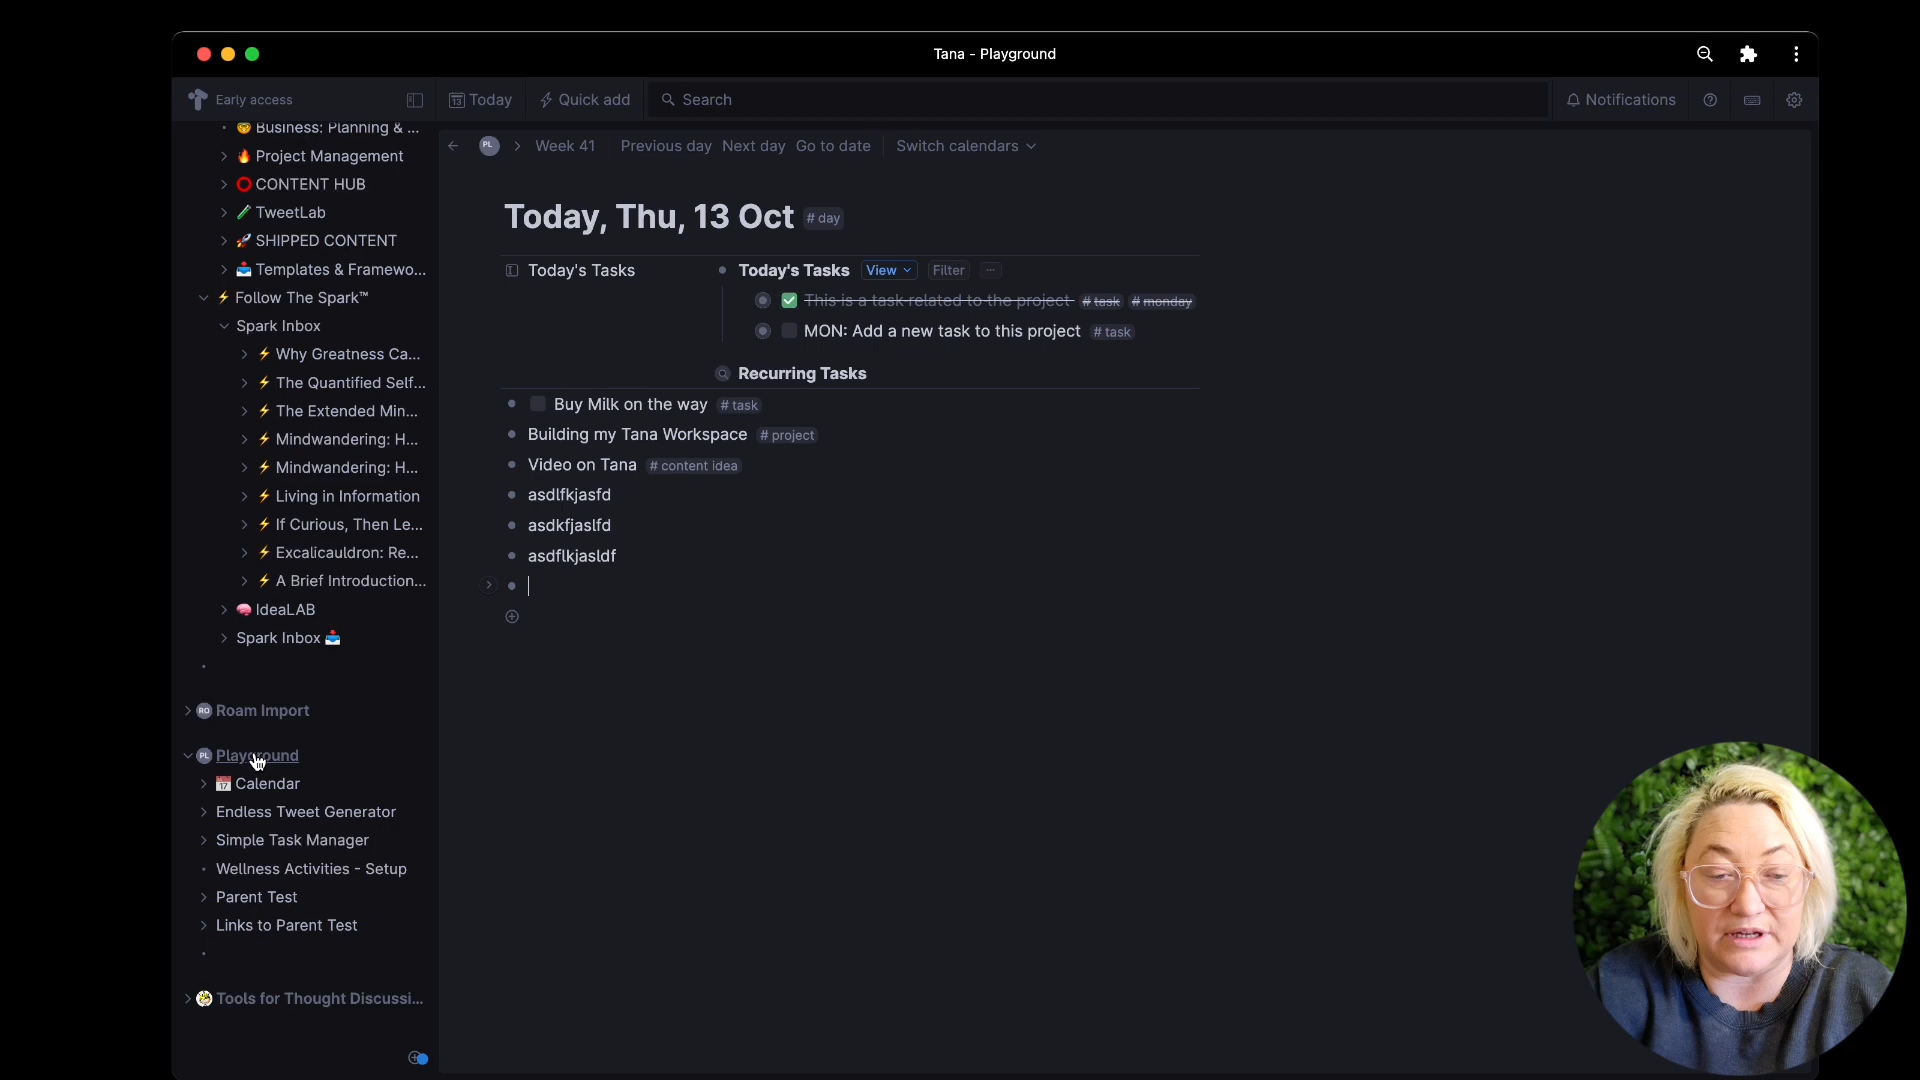 Tana - Playground
Early access
13 Today
Quick add
Search
Notifications
Business: Planning & ...
Project Management
CONTENT HUB
TweetLab
SHIPPED CONTENT
Templates & Framewo...
Follow The Spark™
Spark Inbox
Why Greatness Ca...
The Quantified Self...
The Extended Min...
Mindwandering: H...
Mindwandering: H...
Living in Information
If Curious, Then Le...
Excalicauldron: Re...
A Brief Introduction...
IdeaLAB
Spark Inbox
RO Roam Import
PL Playground
17 Calendar
Endless Tweet Generator
Simple Task Manager
Wellness Activities - Setup
Parent Test
Links to Parent Test
Tools for Thought Discussi...
PL Week 41 Previous day Next day Go to date Switch calendars
Today, Thu, 13 Oct # day
Today's Tasks
Today's Tasks View Filter ...
This is a task related to the project # task # monday
MON: Add a new task to this project # task
Recurring Tasks
Buy Milk on the way # task
Building my Tana Workspace # project
Video on Tana # content idea
asdlfkjasfd
asdkfjaslfd
asdflkjasldf